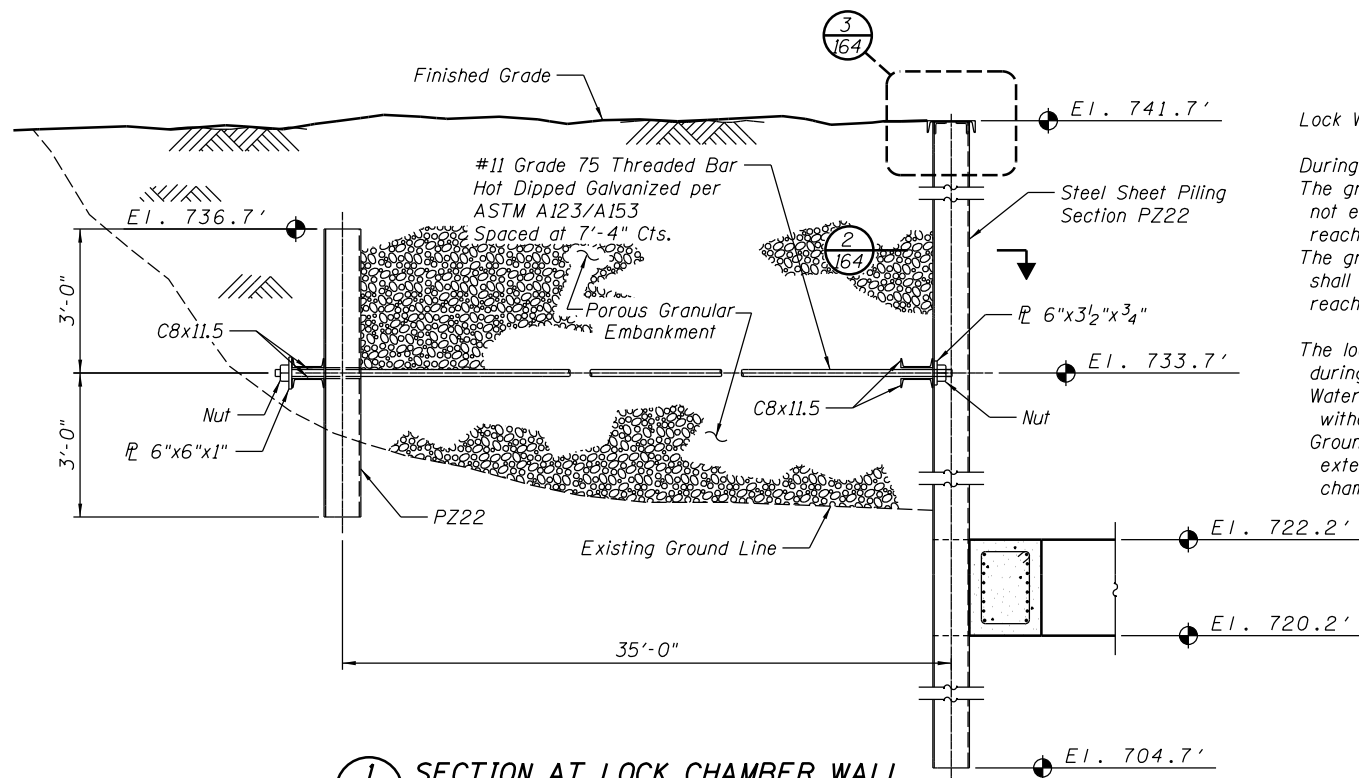 3
164
Finished Grade
El. 741.7'
#11 Grade 75 Threaded Bar
Hot Dipped Galvanized per
ASTM A123/A153
Spaced at 7'-4" Cts.
Steel Sheet Piling
Section PZ22
El. 736.7'
2
164
3'-0"
C8x11.5
Porous Granular
Embankment
℄ 6"x3½"x¾"
El. 733.7'
Nut
℄ 6"x6"x1"
C8x11.5
Nut
3'-0"
PZ22
Existing Ground Line
El. 722.2'
El. 720.2'
35'-0"
El. 704.7'
1
SECTION AT LOCK CHAMBER WALL
Lock W
During
The gr
not e
reach
The gr
shall
reach
The lo
during
Water
witho
Groun
exte
cham